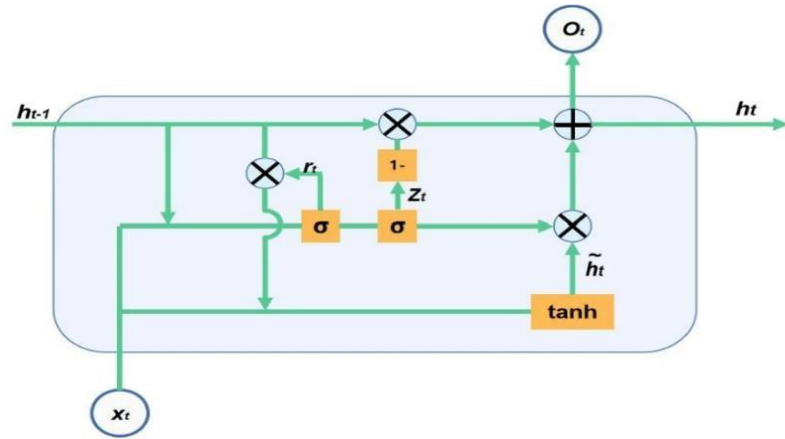 Oₜ
hₜ₋₁
hₜ
1-
rₜ
Zₜ
σ
σ
h̃ₜ
tanh
xₜ